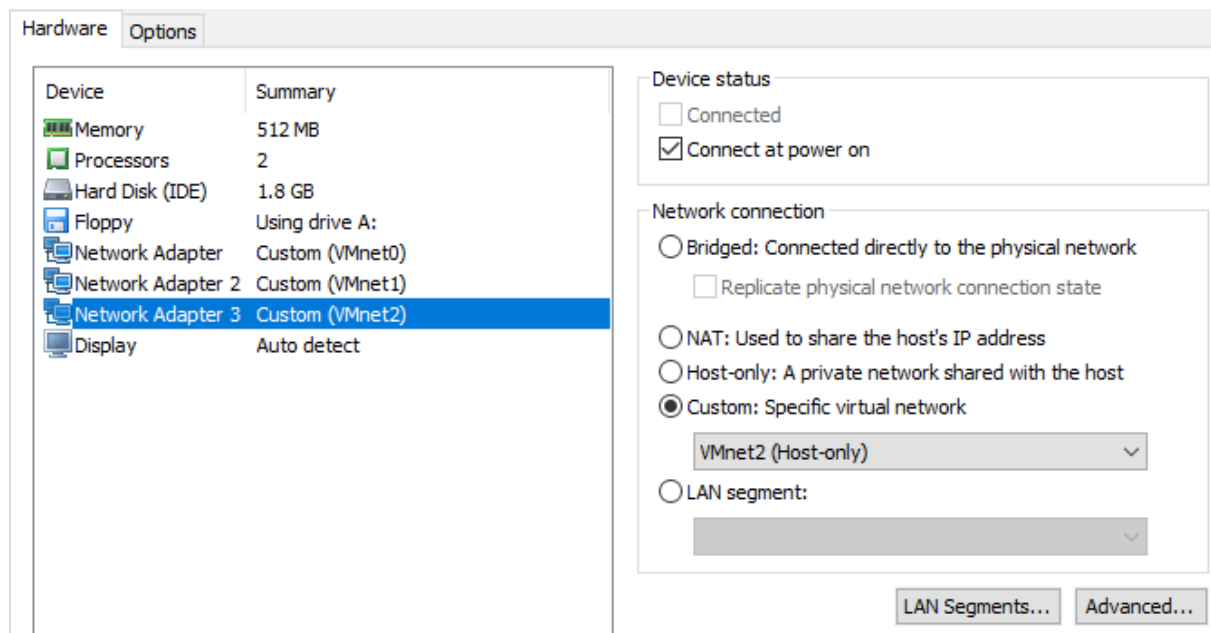 Hardware
Options
Device Summary
Memory 512 MB
Processors 2
Hard Disk (IDE) 1.8 GB
Floppy Using drive A:
Network Adapter Custom (VMnet0)
Network Adapter 2 Custom (VMnet1)
Network Adapter 3 Custom (VMnet2)
Display Auto detect
Device status
Connected
Connect at power on
Network connection
Bridged: Connected directly to the physical network
Replicate physical network connection state
NAT: Used to share the host's IP address
Host-only: A private network shared with the host
Custom: Specific virtual network
VMnet2 (Host-only)
LAN segment:
LAN Segments... Advanced...